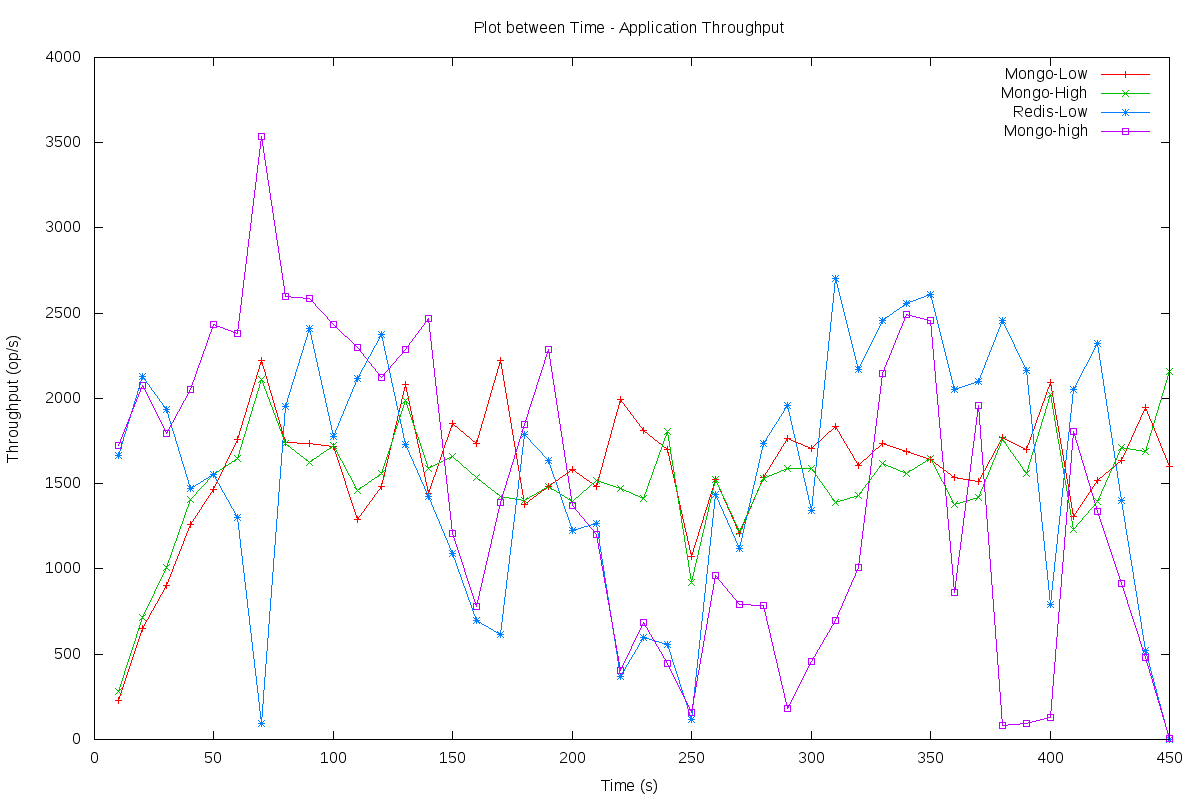 Plot between Time - Application Throughput
4000
3500
3000
2500
2000
1500
1000
500
0
Throughput (op/s)
Mongo-Low
Mongo-High
Redis-Low
Mongo-high
0 50 100 150 200 250 300 350 400 450
Time (s)